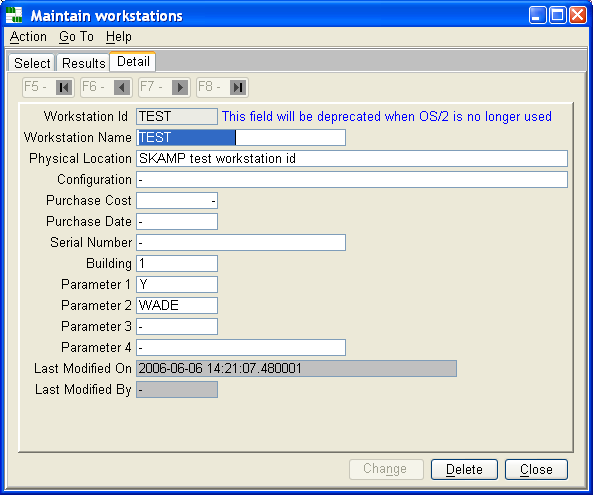 Maintain workstations
Action Go To Help
Select Results Detail
F5 - F6 - F7 - F8 -
Workstation Id TEST This field will be deprecated when OS/2 is no longer used
Workstation Name TEST
Physical Location SKAMP test workstation id
Configuration -
Purchase Cost -
Purchase Date -
Serial Number -
Building 1
Parameter 1 Y
Parameter 2 WADE
Parameter 3 -
Parameter 4 -
Last Modified On 2006-06-06 14:21:07.480001
Last Modified By -
Change Delete Close